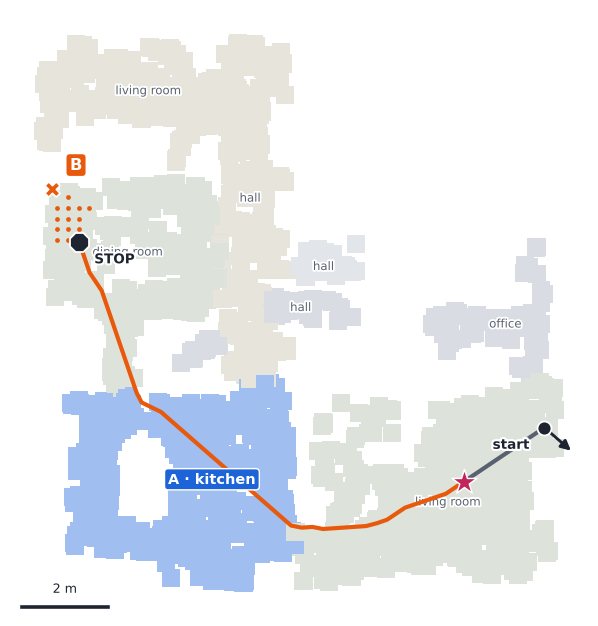 living room
B
hall
dining room
STOP
hall
hall
office
start
A · kitchen
living room
2 m